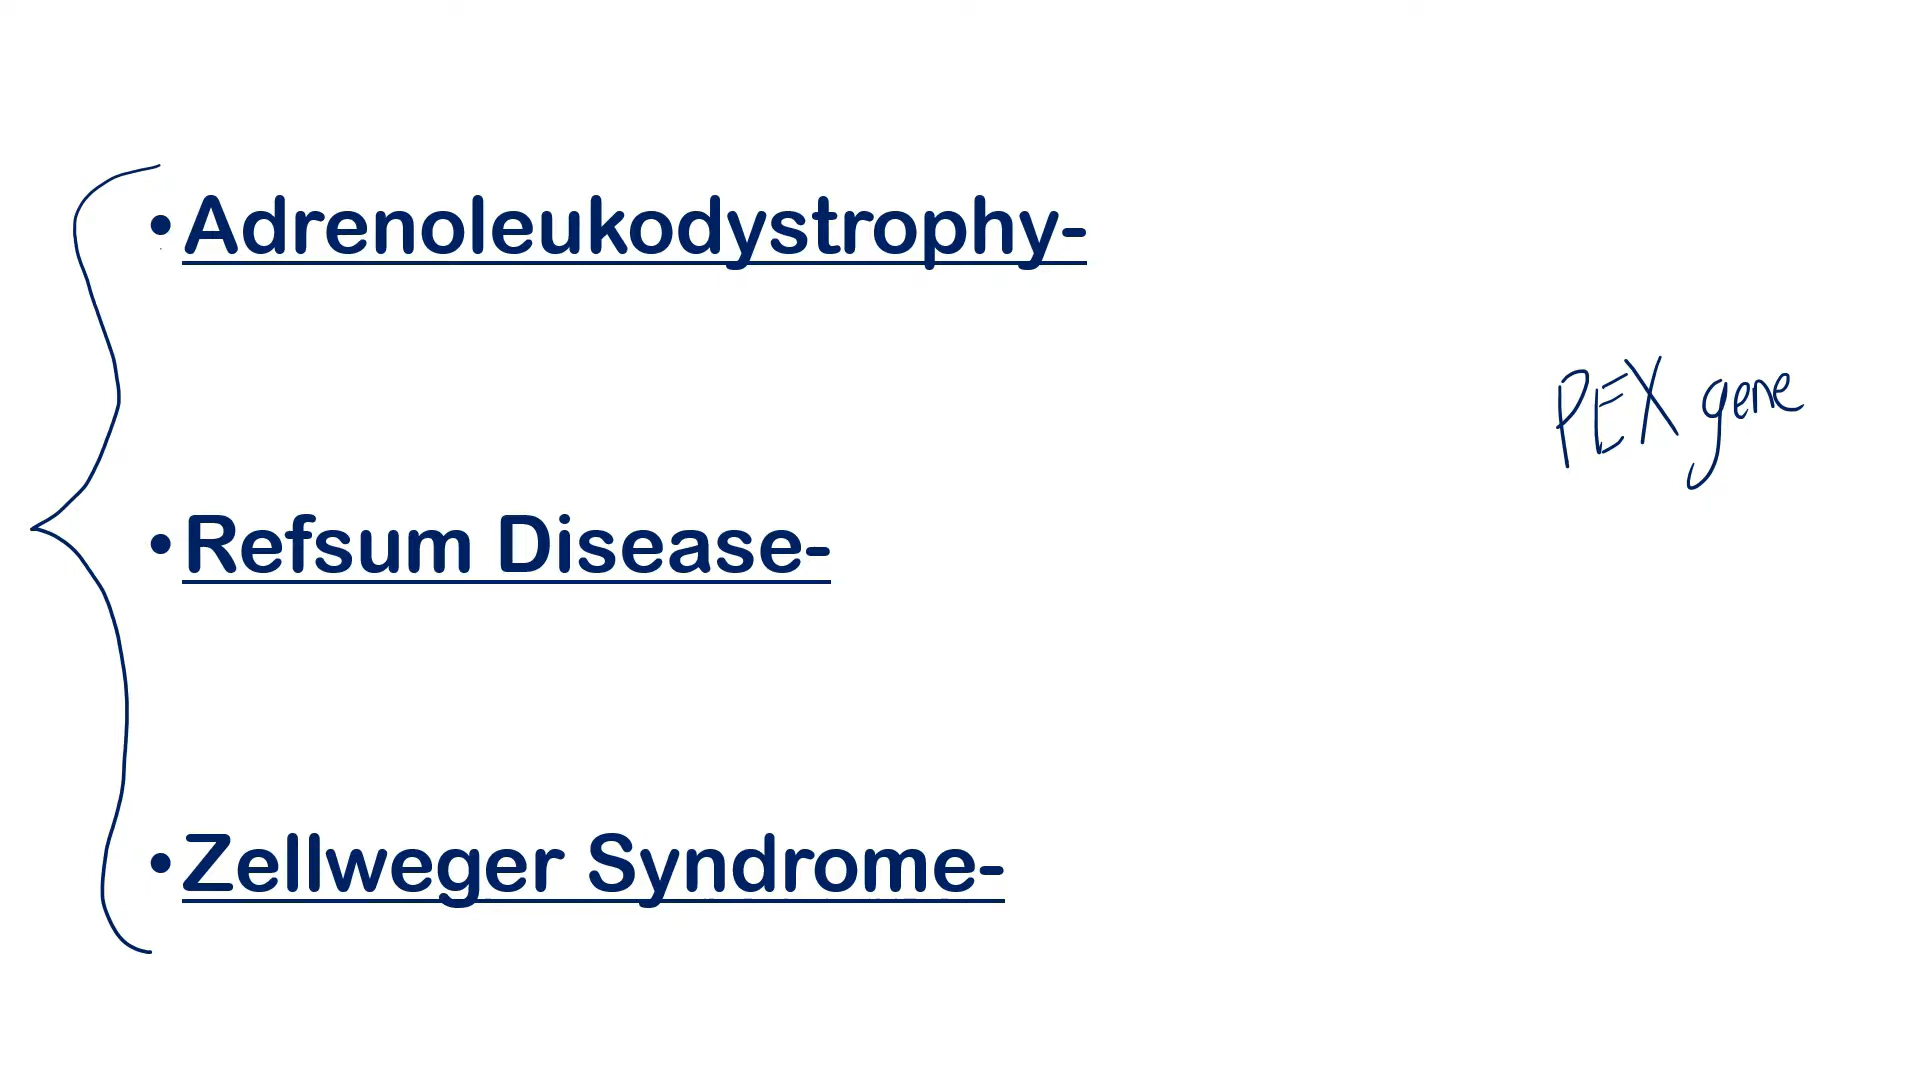 • Adrenoleukodystrophy-
PEX gene
• Refsum Disease-
• Zellweger Syndrome-